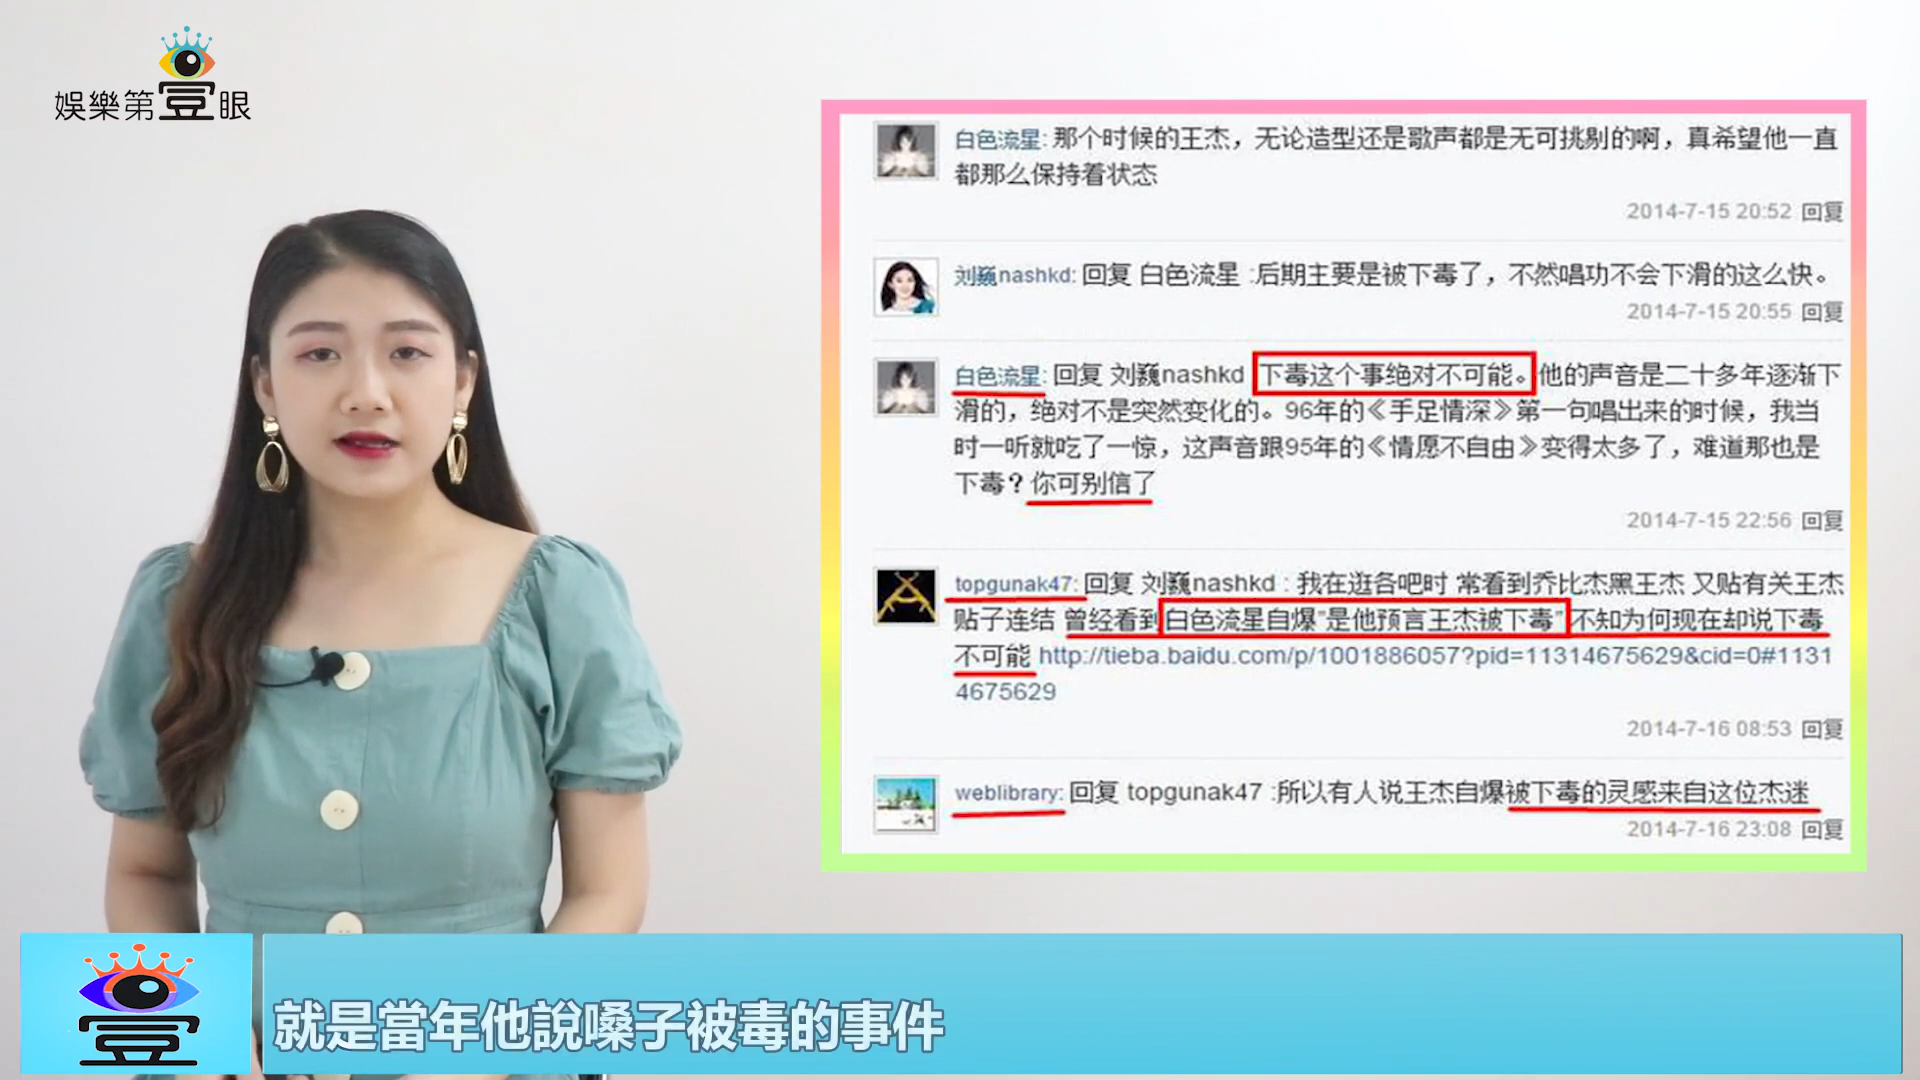 娛樂第壹眼
白色流星: 那个时候的王杰，无论造型还是歌声都是无可挑剔的啊，真希望他一直
都那么保持着状态
2014-7-15 20:52 回复
刘巍nashkd: 回复 白色流星 :后期主要是被下毒了，不然唱功不会下滑的这么快。
2014-7-15 20:55 回复
白色流星: 回复 刘巍nashkd 下毒这个事绝对不可能。他的声音是二十多年逐渐下
滑的，绝对不是突然变化的。96年的《手足情深》第一句唱出来的时候，我当
时一听就吃了一惊，这声音跟95年的《情愿不自由》变得太多了，难道那也是
下毒？你可别信了
2014-7-15 22:56 回复
topgunak47: 回复 刘巍nashkd : 我在逛各吧时 常看到乔比杰黑王杰 又贴有关王杰
贴子连结 曾经看到白色流星自爆"是他预言王杰被下毒" 不知为何现在却说下毒
不可能 http://tieba.baidu.com/p/1001886057?pid=11314675629&cid=0#1131
4675629
2014-7-16 08:53 回复
weblibrary: 回复 topgunak47 :所以有人说王杰自爆被下毒的灵感来自这位杰迷
2014-7-16 23:08 回复
壹
就是當年他說嗓子被毒的事件